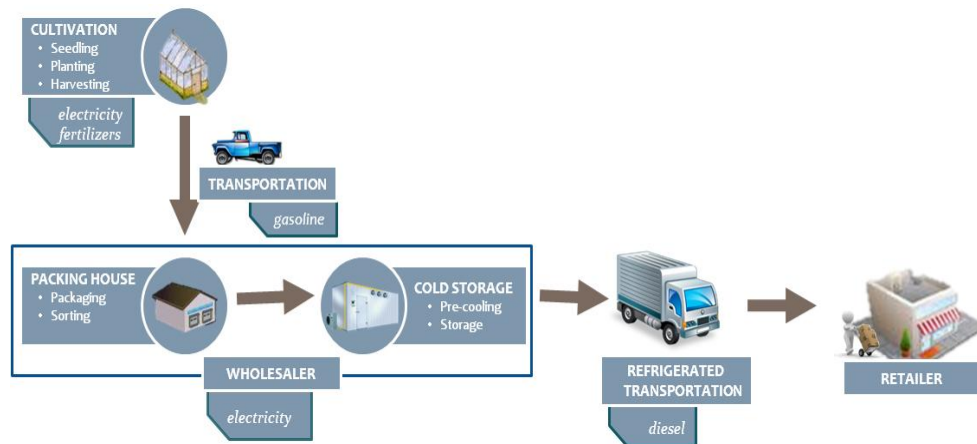 CULTIVATION
• Seedling
• Planting
• Harvesting
electricity
fertilizers
TRANSPORTATION
gasoline
PACKING HOUSE
• Packaging
• Sorting
COLD STORAGE
• Pre-cooling
• Storage
WHOLESALER
electricity
REFRIGERATED
TRANSPORTATION
diesel
RETAILER